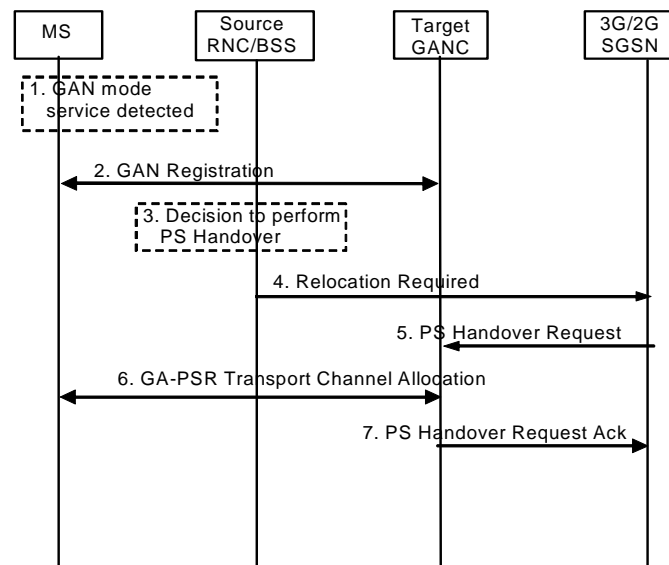 MS
Source
RNC/BSS
Target
GANC
3G/2G
SGSN
1. GAN mode
service detected
2. GAN Registration
3. Decision to perform
PS Handover
4. Relocation Required
5. PS Handover Request
6. GA-PSR Transport Channel Allocation
7. PS Handover Request Ack